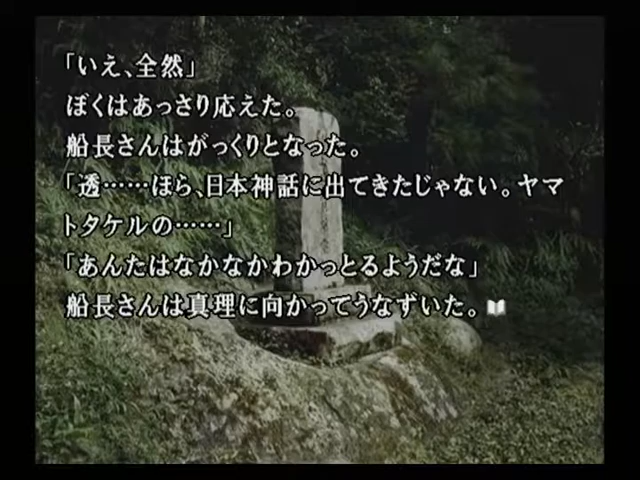 「いえ、全然」
ぼくはあっさり応えた。
船長さんはがっくりとなった。
「透……ほら、日本神話に出てきたじゃない。ヤマ
トタケルの……」
「あんたはなかなかわかっとるようだな」
船長さんは真理に向かってうなずいた。